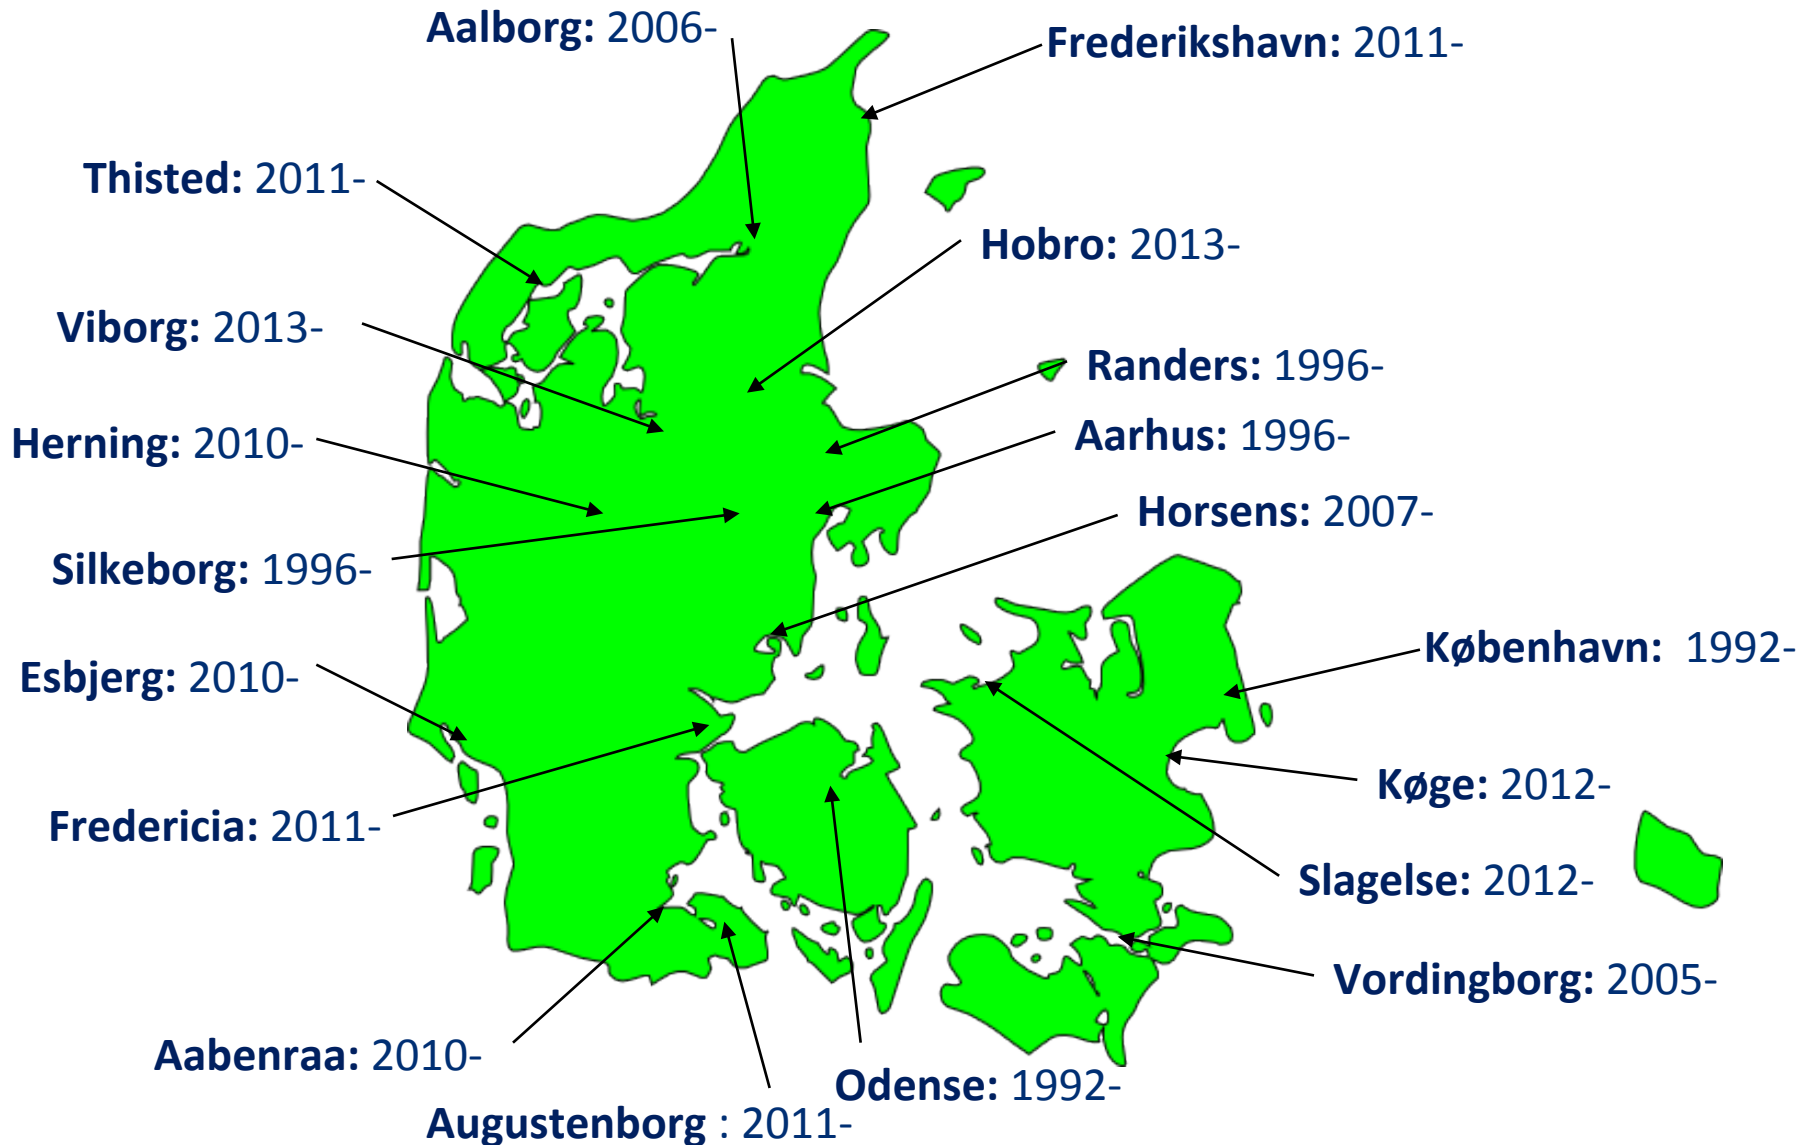 Aalborg: 2006-
Frederikshavn: 2011-
Thisted: 2011-
Hobro: 2013-
Viborg: 2013-
Randers: 1996-
Herning: 2010-
Aarhus: 1996-
Horsens: 2007-
Silkeborg: 1996-
København: 1992-
Esbjerg: 2010-
Køge: 2012-
Fredericia: 2011-
Slagelse: 2012-
Vordingborg: 2005-
Aabenraa: 2010-
Odense: 1992-
Augustenborg : 2011-